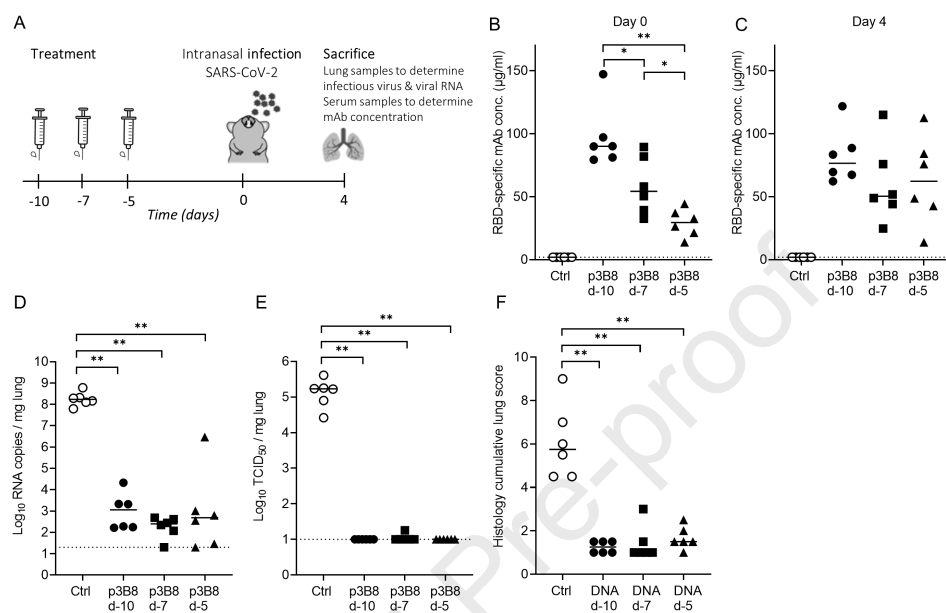 A
Treatment
Intranasal infection
SARS-CoV-2
Sacrifice
Lung samples to determine
infectious virus & viral RNA
Serum samples to determine
mAb concentration
-10 -7 -5 0 4
Time (days)
B
Day 0
RBD-specific mAb conc. (µg/ml)
150
100
50
0
**
*
*
Ctrl p3B8 p3B8 p3B8
d-10 d-7 d-5
C
Day 4
RBD-specific mAb conc. (µg/ml)
150
100
50
0
Ctrl p3B8 p3B8 p3B8
d-10 d-7 d-5
D
Log10 RNA copies / mg lung
10
9
8
7
6
5
4
3
2
1
0
**
**
**
Ctrl p3B8 p3B8 p3B8
d-10 d-7 d-5
E
Log10 TCID50 / mg lung
6
5
4
3
2
1
0
**
**
**
Ctrl p3B8 p3B8 p3B8
d-10 d-7 d-5
F
Histology cumulative lung score
10
8
6
4
2
0
**
**
**
Ctrl DNA DNA DNA
d-10 d-7 d-5
Pre-proof